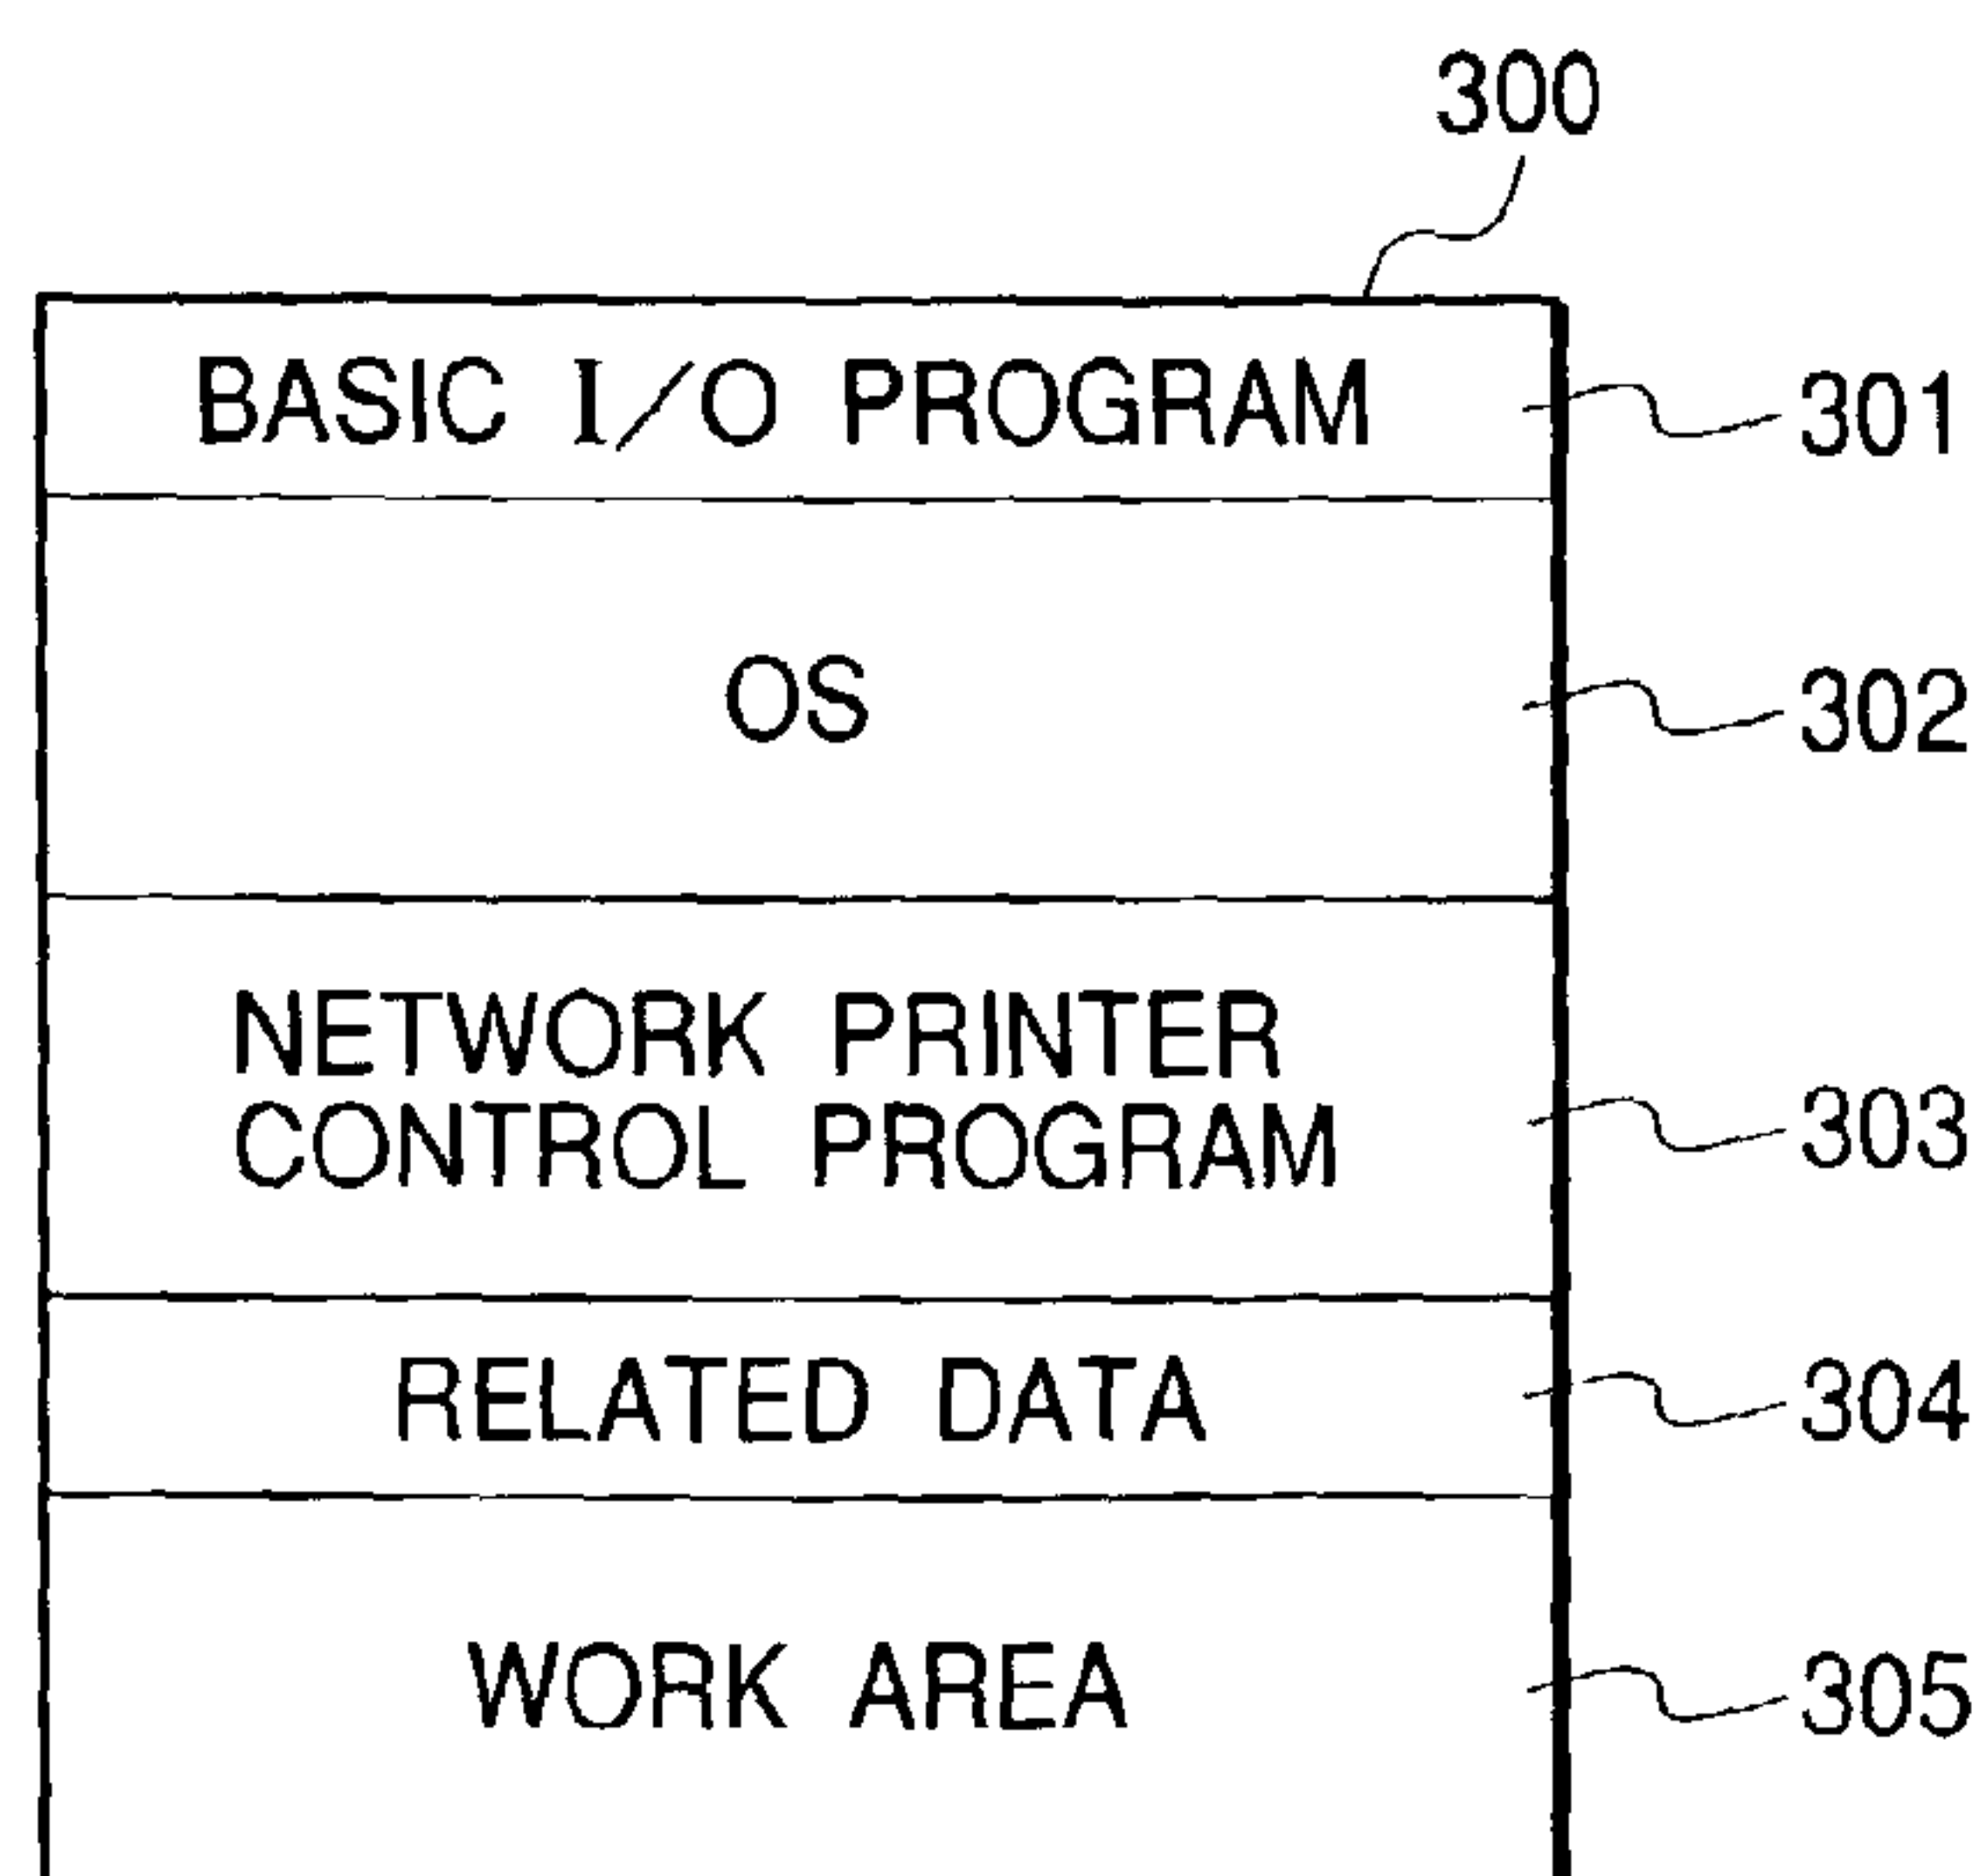 300
BASIC I/O PROGRAM 301
OS 302
NETWORK PRINTER
CONTROL PROGRAM 303
RELATED DATA 304
WORK AREA 305